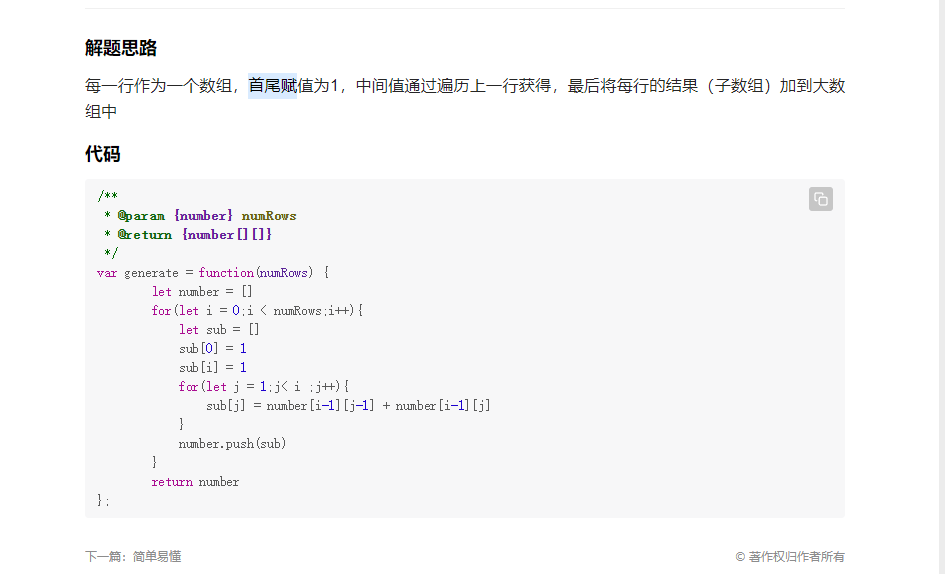 解题思路
每一行作为一个数组，首尾赋值为1，中间值通过遍历上一行获得，最后将每行的结果（子数组）加到大数
组中
代码
/**
 * @param {number} numRows
 * @return {number[][]}
 */
var generate = function(numRows) {
        let number = []
        for(let i = 0;i < numRows;i++){
            let sub = []
            sub[0] = 1
            sub[i] = 1
            for(let j = 1;j< i ;j++){
                sub[j] = number[i-1][j-1] + number[i-1][j]
            }
            number.push(sub)
        }
        return number
};
下一篇：简单易懂
© 著作权归作者所有